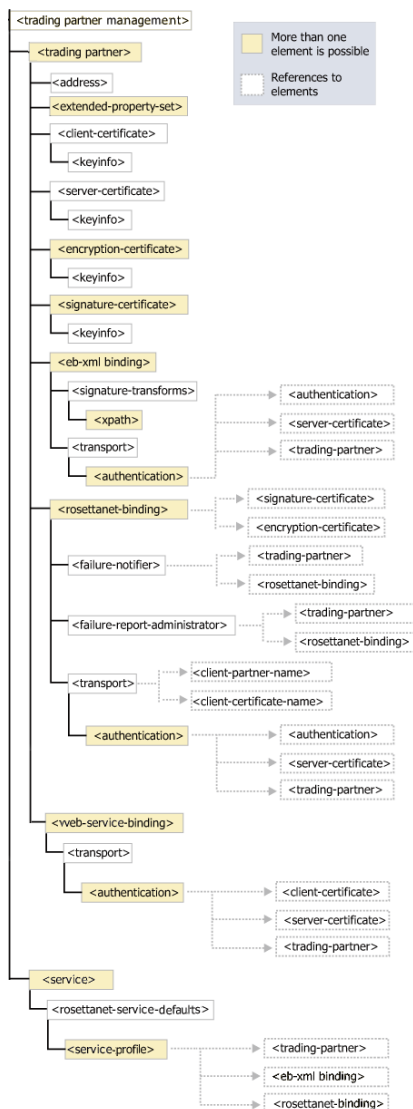 <trading partner management>
More than one
element is possible
<trading partner>
References to
elements
<address>
<extended-property-set>
<client-certificate>
<keyinfo>
<server-certificate>
<keyinfo>
<encryption-certificate>
<keyinfo>
<signature-certificate>
<keyinfo>
<eb-xml binding>
<signature-transforms>
<authentication>
<xpath>
<server-certificate>
<transport>
<trading-partner>
<authentication>
<signature-certificate>
<rosettanet-binding>
<encryption-certificate>
<trading-partner>
<failure-notifier>
<rosettanet-binding>
<trading-partner>
<failure-report-administrator>
<rosettanet-binding>
<client-partner-name>
<transport>
<client-certificate-name>
<authentication>
<authentication>
<server-certificate>
<trading-partner>
<web-service-binding>
<transport>
<authentication>
<client-certificate>
<server-certificate>
<trading-partner>
<service>
<rosettanet-service-defaults>
<service-profile>
<trading-partner>
<eb-xml binding>
<rosettanet-binding>